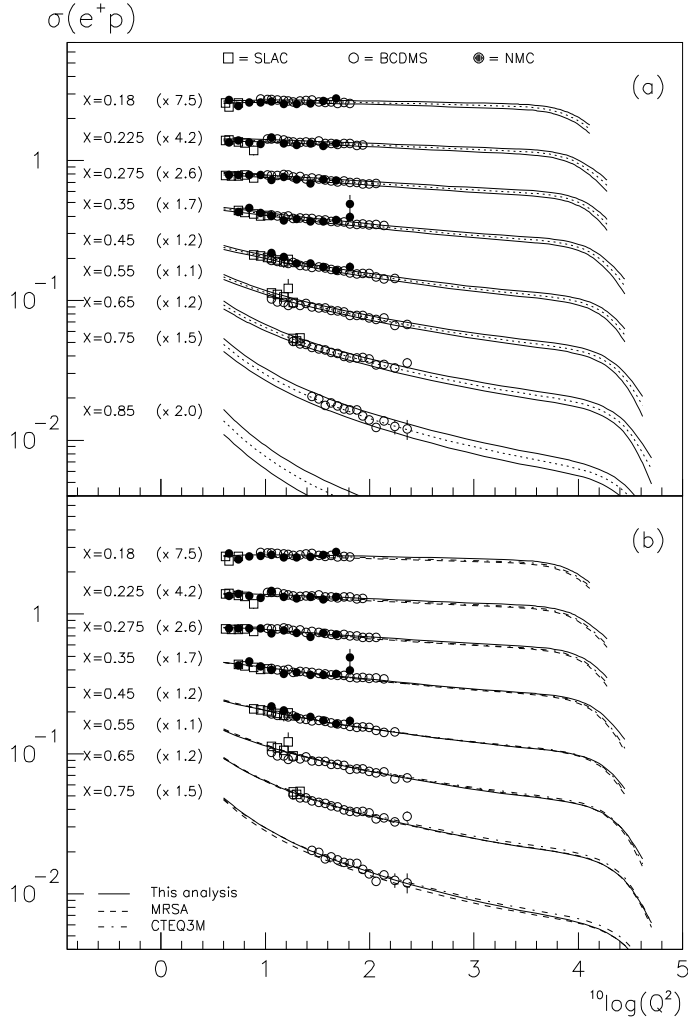 σ(e⁺p)
□ = SLAC ○ = BCDMS ● = NMC
(a)
X=0.18 (x 7.5)
X=0.225 (x 4.2)
1
X=0.275 (x 2.6)
X=0.35 (x 1.7)
X=0.45 (x 1.2)
X=0.55 (x 1.1)
10⁻¹
X=0.65 (x 1.2)
X=0.75 (x 1.5)
X=0.85 (x 2.0)
10⁻²
(b)
X=0.18 (x 7.5)
X=0.225 (x 4.2)
1
X=0.275 (x 2.6)
X=0.35 (x 1.7)
X=0.45 (x 1.2)
X=0.55 (x 1.1)
10⁻¹
X=0.65 (x 1.2)
X=0.75 (x 1.5)
10⁻²
This analysis
MRSA
CTEQ3M
0 1 2 3 4 5
¹⁰log(Q²)